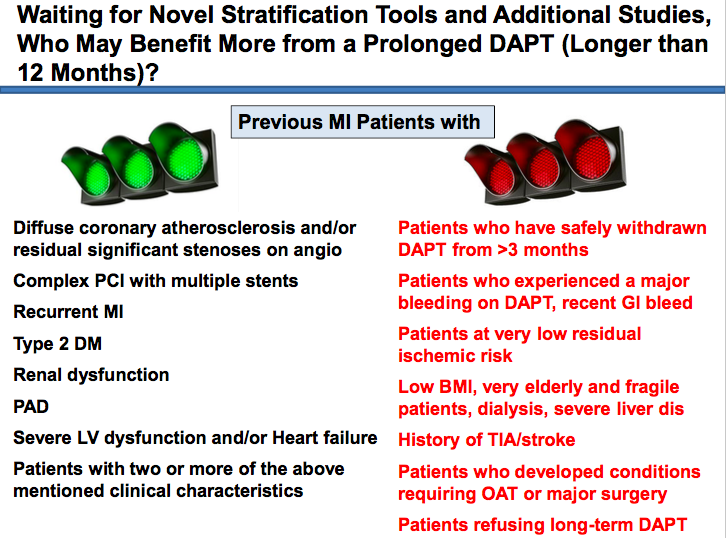 Waiting for Novel Stratification Tools and Additional Studies,
Who May Benefit More from a Prolonged DAPT (Longer than
12 Months)?
Previous MI Patients with
Diffuse coronary atherosclerosis and/or
residual significant stenoses on angio
Complex PCI with multiple stents
Recurrent MI
Type 2 DM
Renal dysfunction
PAD
Severe LV dysfunction and/or Heart failure
Patients with two or more of the above
mentioned clinical characteristics
Patients who have safely withdrawn
DAPT from >3 months
Patients who experienced a major
bleeding on DAPT, recent GI bleed
Patients at very low residual
ischemic risk
Low BMI, very elderly and fragile
patients, dialysis, severe liver dis
History of TIA/stroke
Patients who developed conditions
requiring OAT or major surgery
Patients refusing long-term DAPT